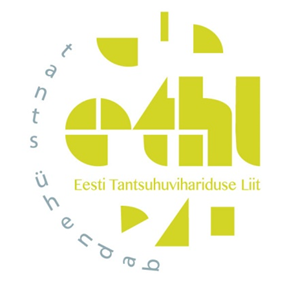 tants ühendab
ethl
Eesti Tantsuhuvihariduse Liit